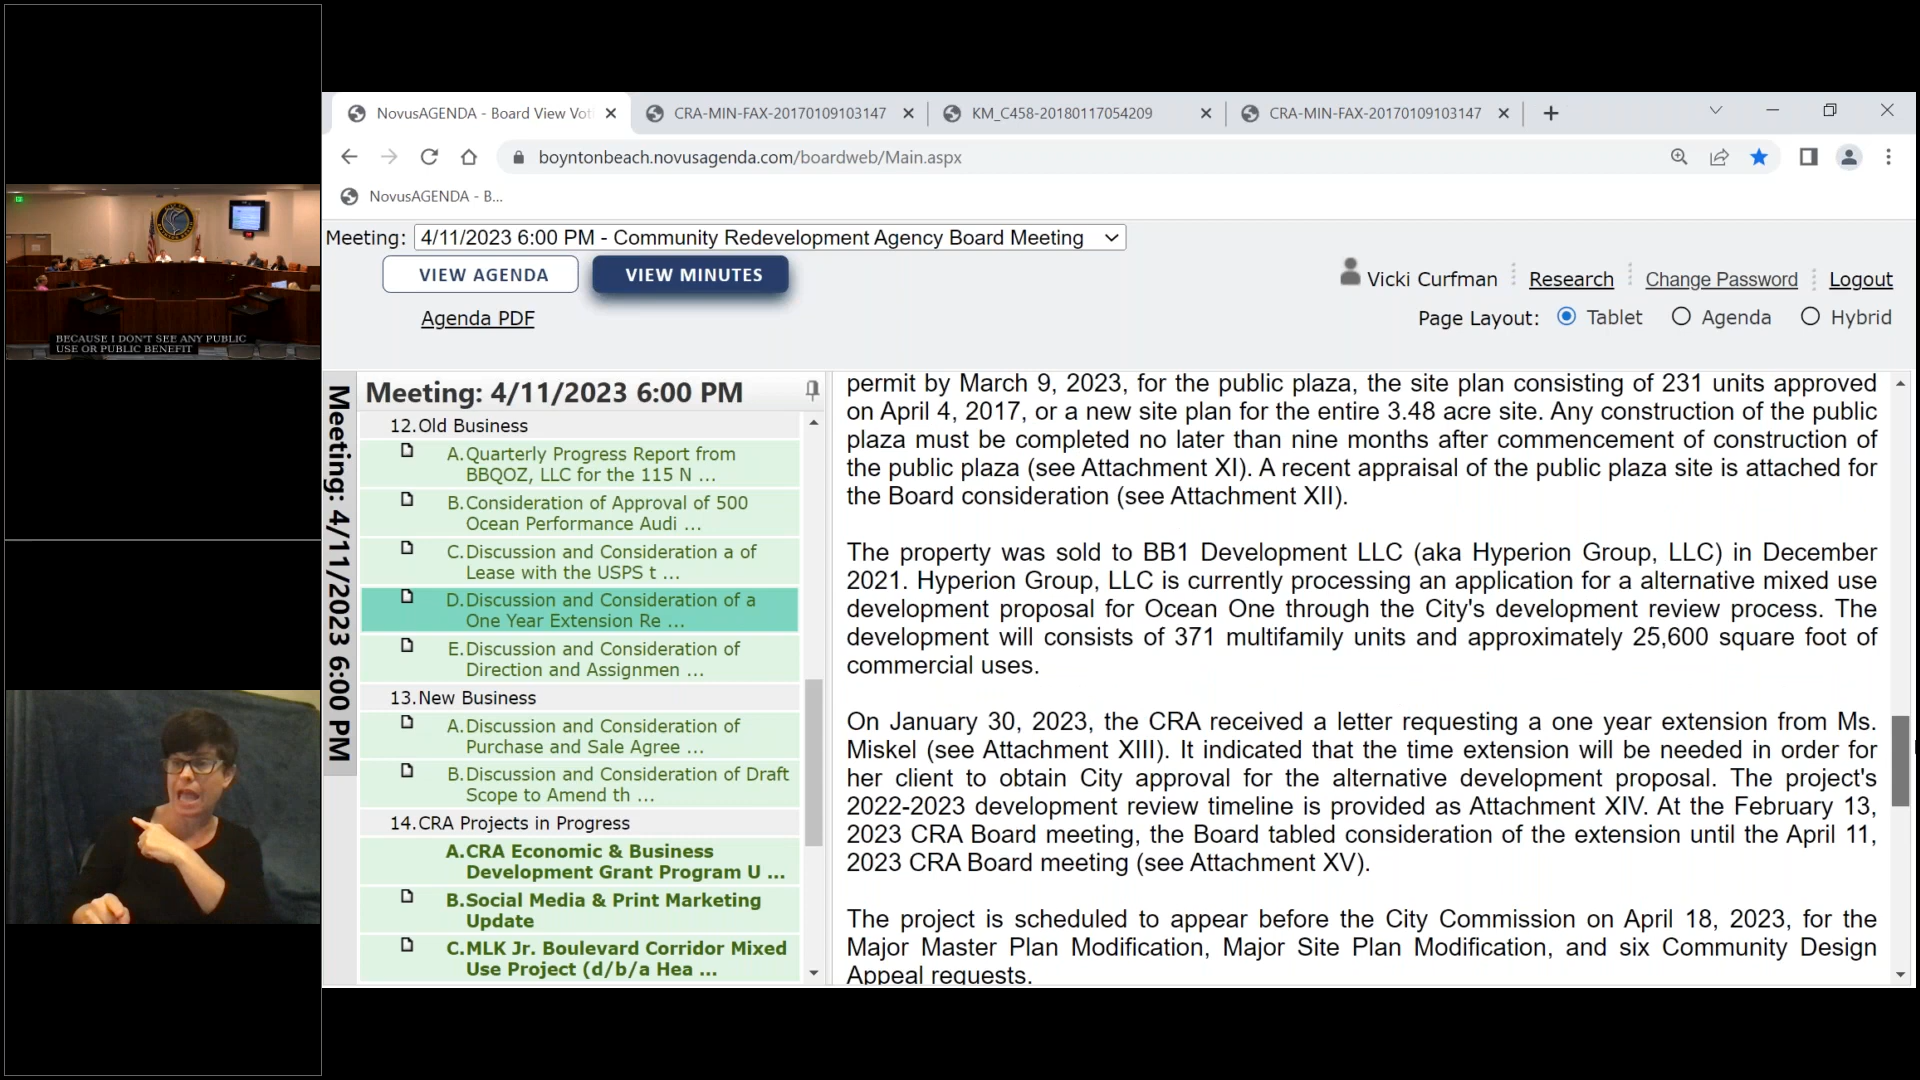 BECAUSE I DON'T SEE ANY PUBLIC
USE OR PUBLIC BENEFIT
NovusAGENDA - Board View Voti
CRA-MIN-FAX-20170109103147
KM_C458-20180117054209
CRA-MIN-FAX-20170109103147
boyntonbeach.novusagenda.com/boardweb/Main.aspx
NovusAGENDA - B...
Meeting: 4/11/2023 6:00 PM - Community Redevelopment Agency Board Meeting
VIEW AGENDA
VIEW MINUTES
Agenda PDF
Vicki Curfman
Research
Change Password
Logout
Page Layout: Tablet Agenda Hybrid
Meeting: 4/11/2023 6:00 PM
Meeting: 4/11/2023 6:00 PM
12.Old Business
A.Quarterly Progress Report from
BBQOZ, LLC for the 115 N ...
B.Consideration of Approval of 500
Ocean Performance Audi ...
C.Discussion and Consideration a of
Lease with the USPS t ...
D.Discussion and Consideration of a
One Year Extension Re ...
E.Discussion and Consideration of
Direction and Assignmen ...
13.New Business
A.Discussion and Consideration of
Purchase and Sale Agree ...
B.Discussion and Consideration of Draft
Scope to Amend th ...
14.CRA Projects in Progress
A.CRA Economic & Business
Development Grant Program U ...
B.Social Media & Print Marketing
Update
C.MLK Jr. Boulevard Corridor Mixed
Use Project (d/b/a Hea ...
permit by March 9, 2023, for the public plaza, the site plan consisting of 231 units approved
on April 4, 2017, or a new site plan for the entire 3.48 acre site. Any construction of the public
plaza must be completed no later than nine months after commencement of construction of
the public plaza (see Attachment XI). A recent appraisal of the public plaza site is attached for
the Board consideration (see Attachment XII).
The property was sold to BB1 Development LLC (aka Hyperion Group, LLC) in December
2021. Hyperion Group, LLC is currently processing an application for a alternative mixed use
development proposal for Ocean One through the City's development review process. The
development will consists of 371 multifamily units and approximately 25,600 square foot of
commercial uses.
On January 30, 2023, the CRA received a letter requesting a one year extension from Ms.
Miskel (see Attachment XIII). It indicated that the time extension will be needed in order for
her client to obtain City approval for the alternative development proposal. The project's
2022-2023 development review timeline is provided as Attachment XIV. At the February 13,
2023 CRA Board meeting, the Board tabled consideration of the extension until the April 11,
2023 CRA Board meeting (see Attachment XV).
The project is scheduled to appear before the City Commission on April 18, 2023, for the
Major Master Plan Modification, Major Site Plan Modification, and six Community Design
Appeal requests.